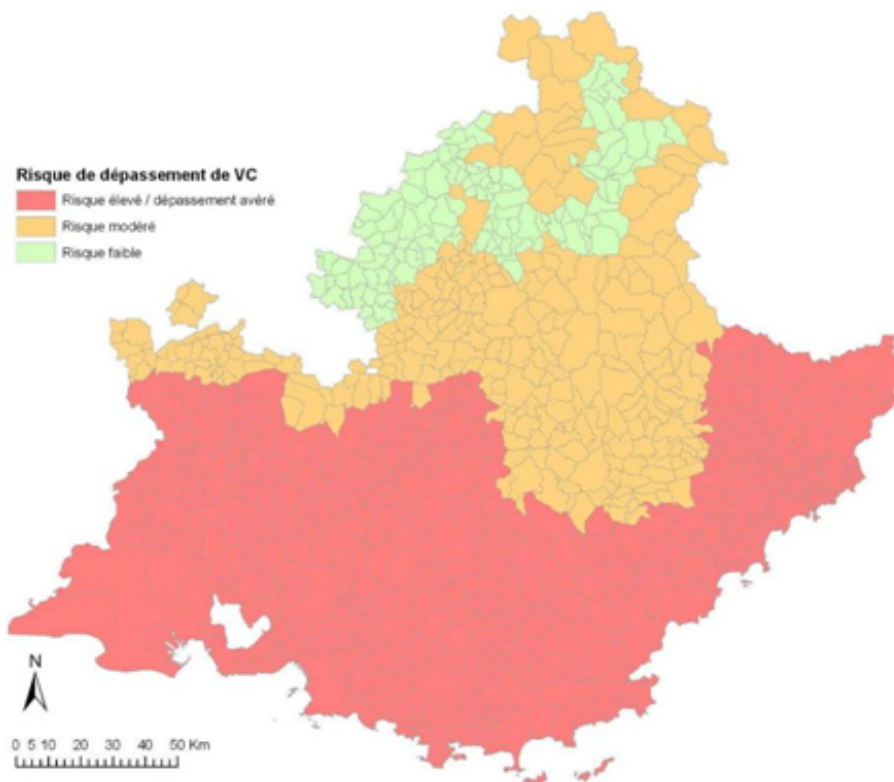 Risque de dépassement de VC
Risque élevé / dépassement avéré
Risque modéré
Risque faible
N
0 5 10 20 30 40 50 Km